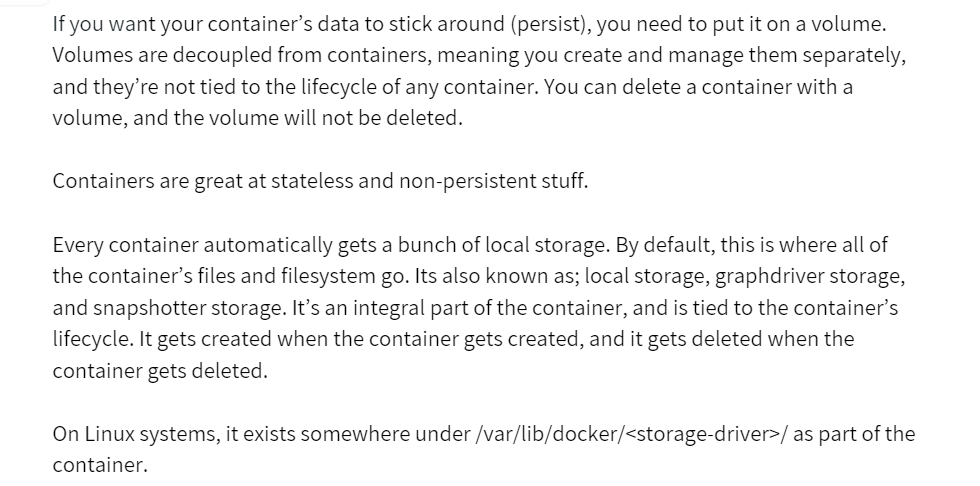 If you want your container’s data to stick around (persist), you need to put it on a volume.
Volumes are decoupled from containers, meaning you create and manage them separately,
and they’re not tied to the lifecycle of any container. You can delete a container with a
volume, and the volume will not be deleted.
Containers are great at stateless and non-persistent stuff.
Every container automatically gets a bunch of local storage. By default, this is where all of
the container’s files and filesystem go. Its also known as; local storage, graphdriver storage,
and snapshotter storage. It’s an integral part of the container, and is tied to the container’s
lifecycle. It gets created when the container gets created, and it gets deleted when the
container gets deleted.
On Linux systems, it exists somewhere under /var/lib/docker/<storage-driver>/ as part of the
container.